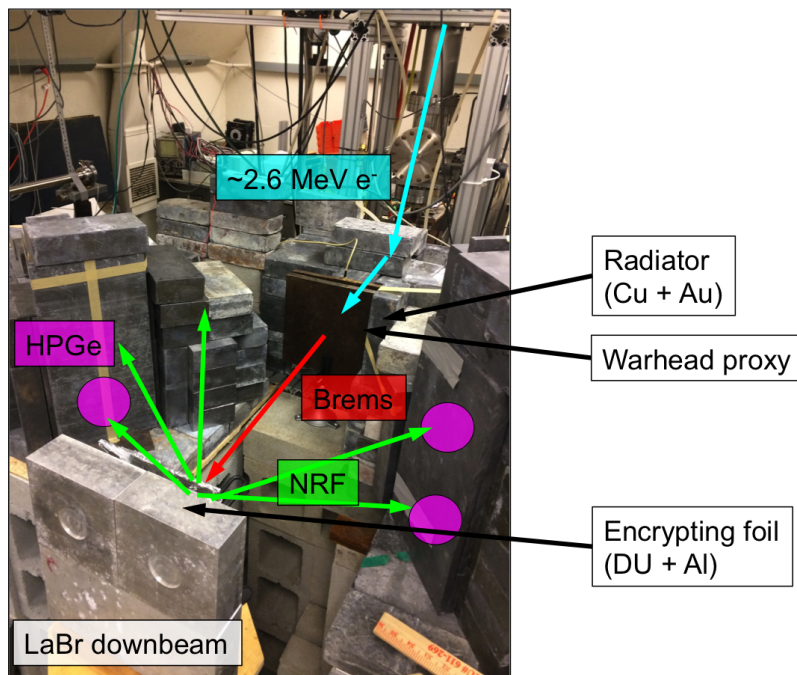 ~2.6 MeV e-
Radiator
(Cu + Au)
HPGe
Warhead proxy
Brems
NRF
Encrypting foil
(DU + Al)
LaBr downbeam